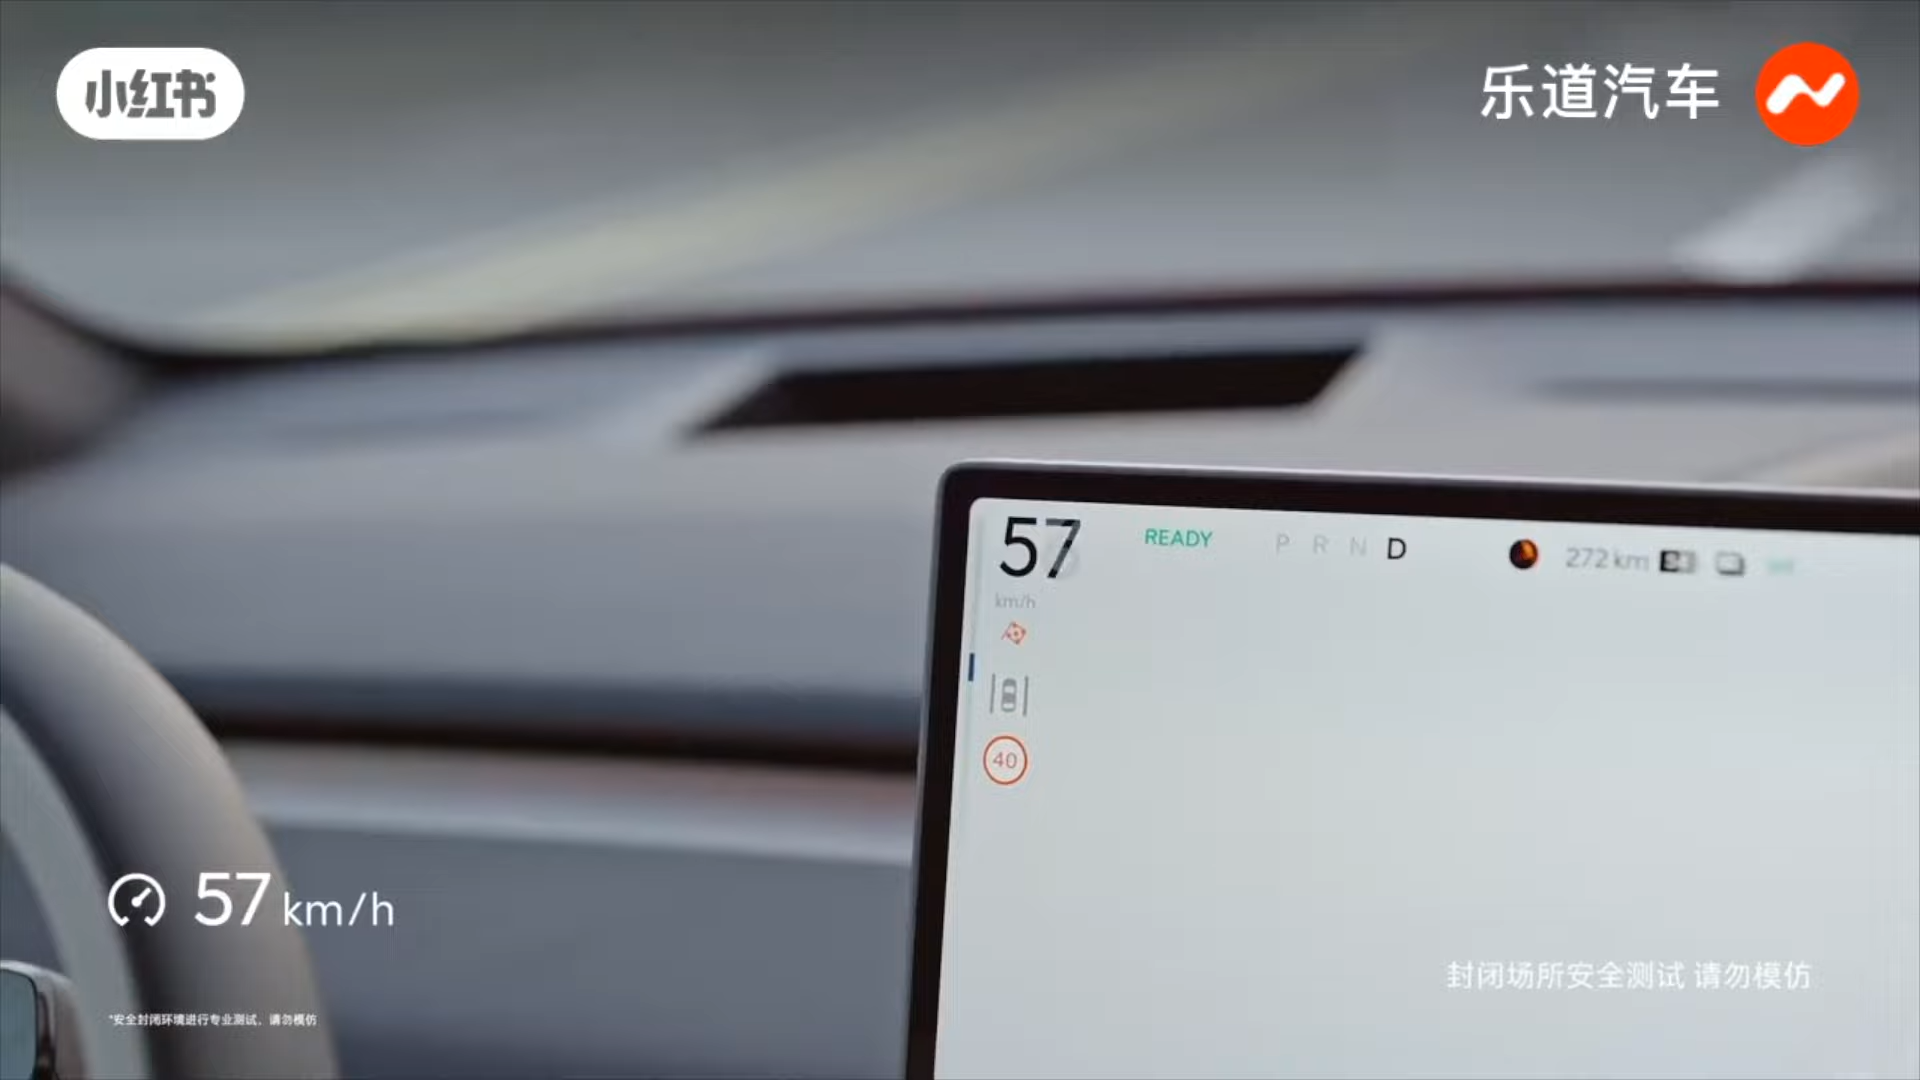 小红书
乐道汽车
57
READY P R N D
272 km
km/h
40
57 km/h
封闭场所安全测试 请勿模仿
*安全封闭环境进行专业测试,请勿模仿